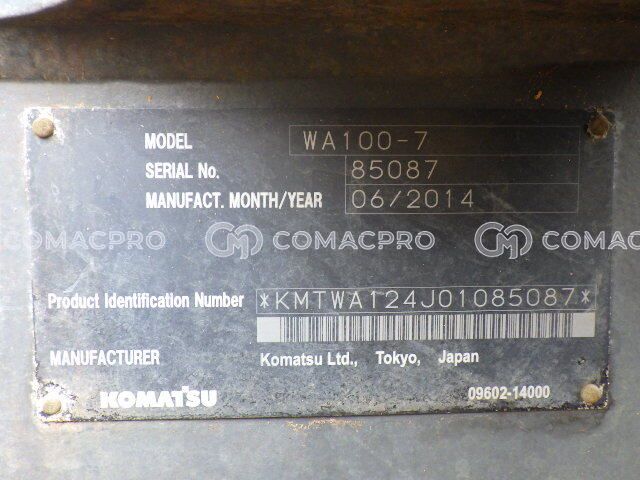 MODEL WA100-7
SERIAL No. 85087
MANUFACT. MONTH/YEAR 06/2014
COMACPRO COMACPRO COMACPRO
Product Identification Number *KMTWA124J01085087*
MANUFACTURER Komatsu Ltd., Tokyo, Japan
KOMATSU 09602-14000